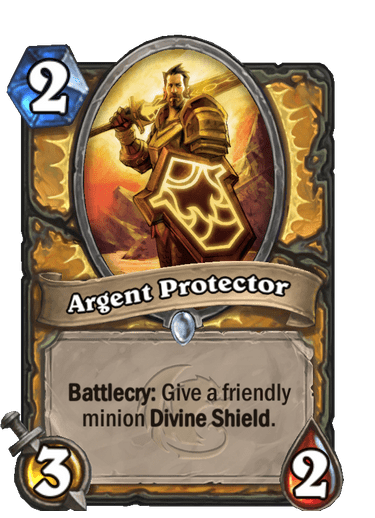 2
Argent Protector
Battlecry: Give a friendly
minion Divine Shield.
3
2